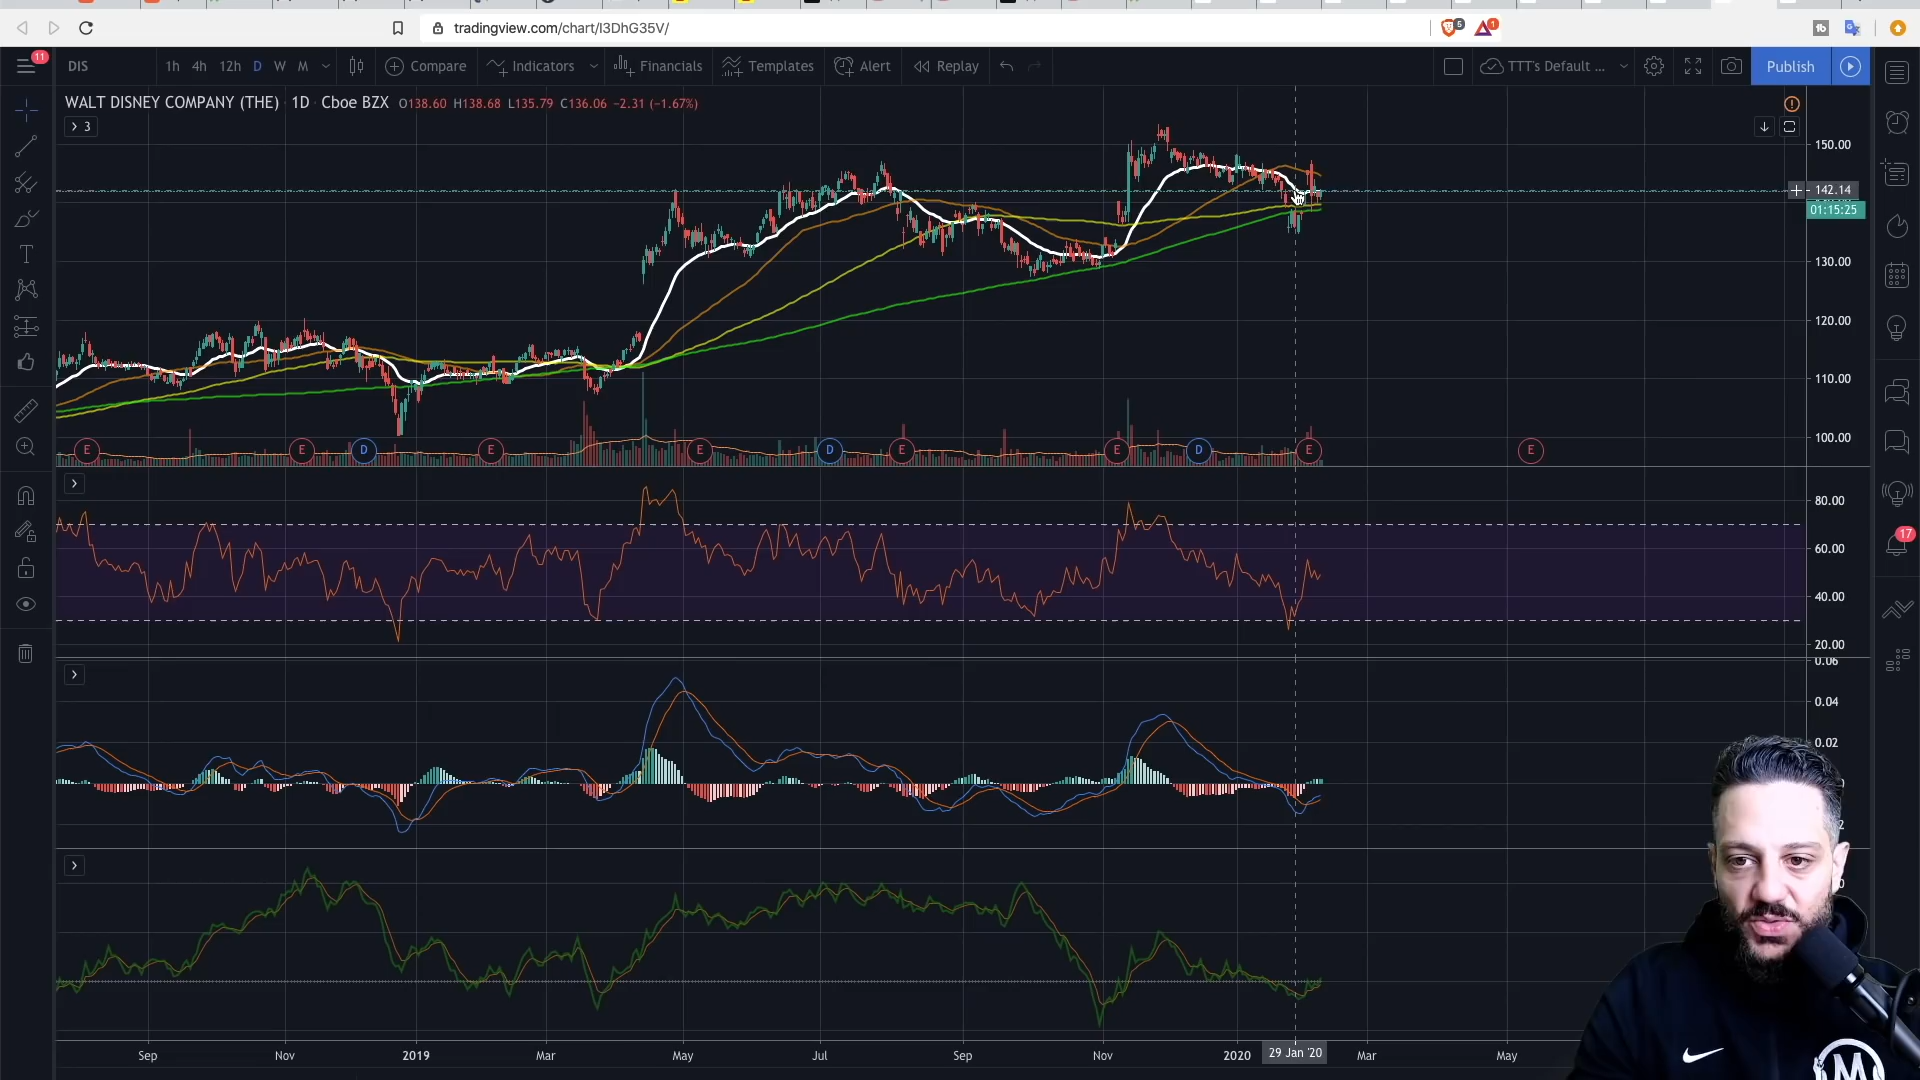 tradingview.com/chart/I3DhG35V/
5
1
11
DIS
1h 4h 12h D W M
Compare
Indicators
Financials
Templates
Alert
Replay
TTT's Default ...
Publish
WALT DISNEY COMPANY (THE) 1D Cboe BZX O138.60 H138.68 L135.79 C136.06 −2.31 (−1.67%)
3
150.00
142.14
01:15:25
130.00
120.00
110.00
100.00
E E D E E D E E D E E
80.00
60.00
40.00
20.00
17
0.06
0.04
0.02
Sep Nov 2019 Mar May Jul Sep Nov 2020 29 Jan '20 Mar May
T
M